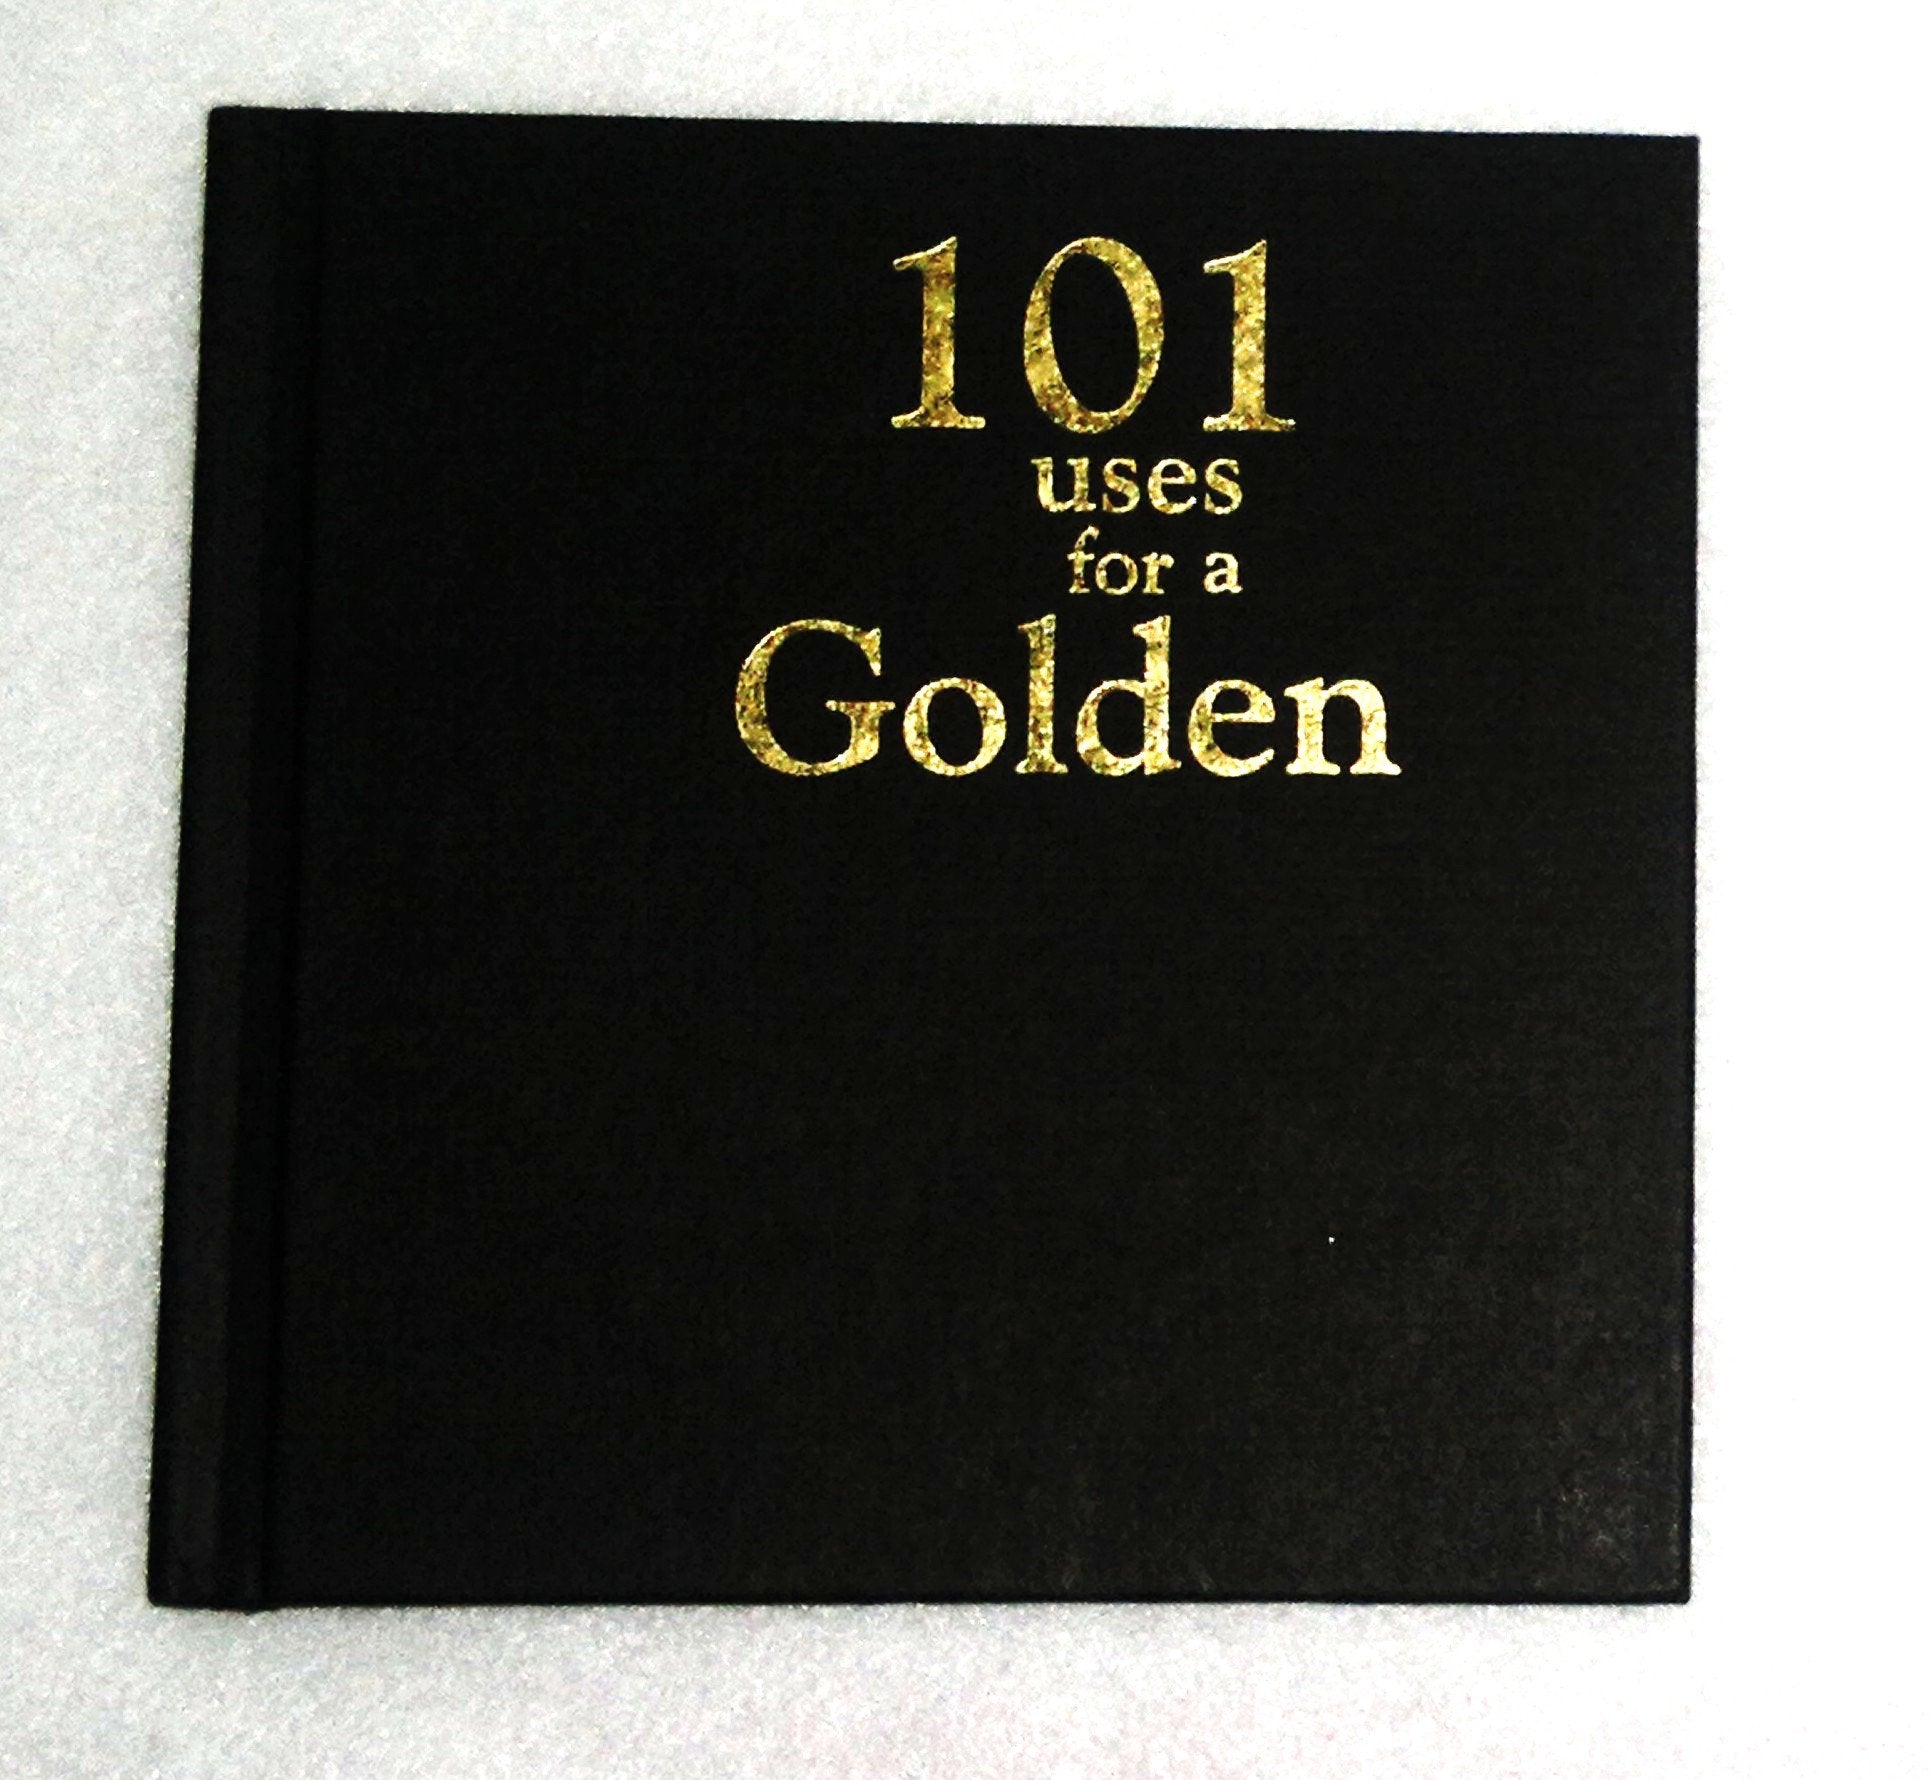 101
uses
for a
Golden